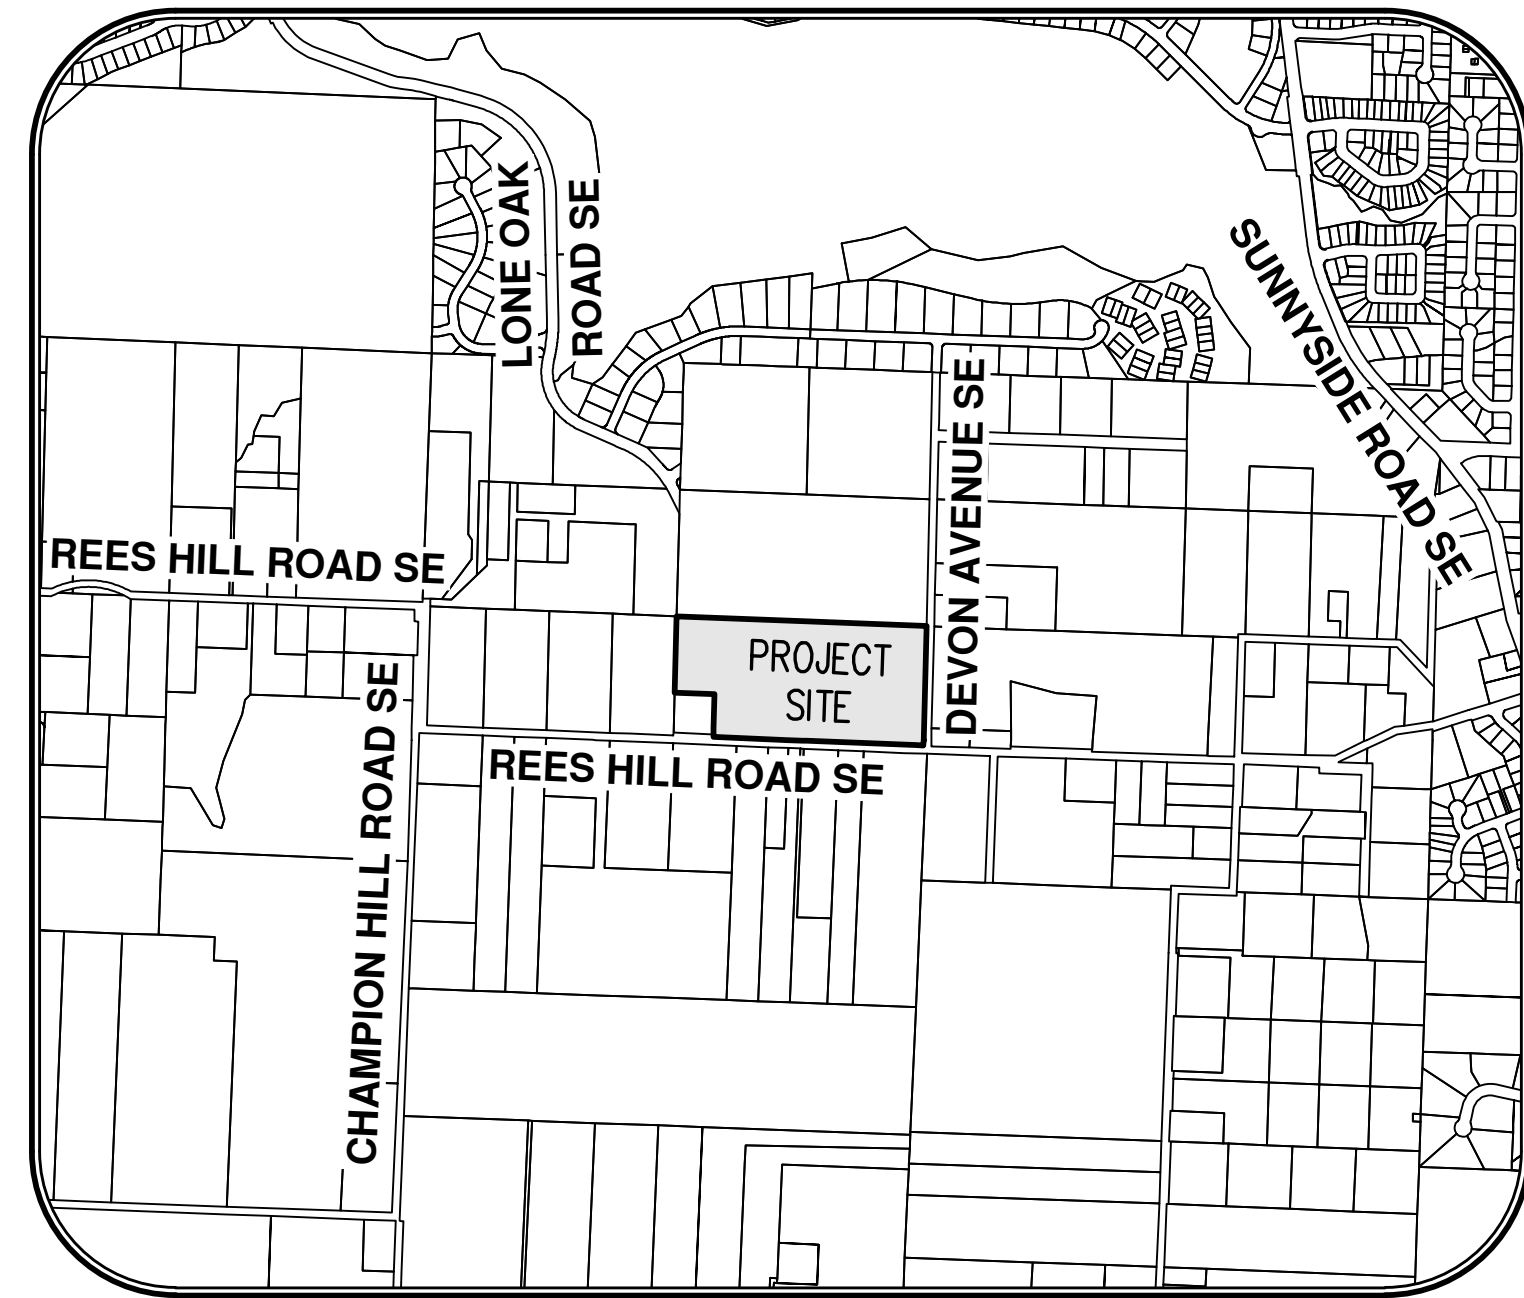 LONE OAK
ROAD SE
SUNNYSIDE ROAD SE
DEVON AVENUE SE
REES HILL ROAD SE
PROJECT
SITE
CHAMPION HILL ROAD SE
REES HILL ROAD SE